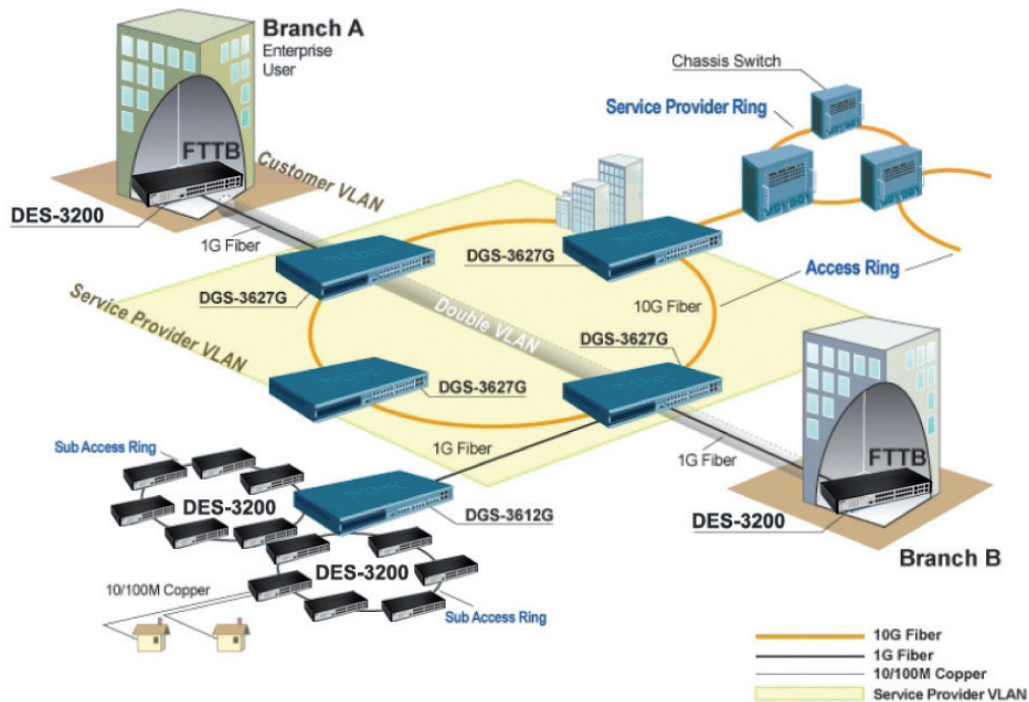 Branch A
Enterprise
User
FTTB
DES-3200
Customer VLAN
1G Fiber
Chassis Switch
Service Provider Ring
DGS-3627G
DGS-3627G
Access Ring
10G Fiber
Service Provider VLAN
Double VLAN
DGS-3627G
DGS-3627G
1G Fiber
1G Fiber
FTTB
DES-3200
Branch B
Sub Access Ring
DES-3200
DGS-3612G
DES-3200
10/100M Copper
Sub Access Ring
10G Fiber
1G Fiber
10/100M Copper
Service Provider VLAN